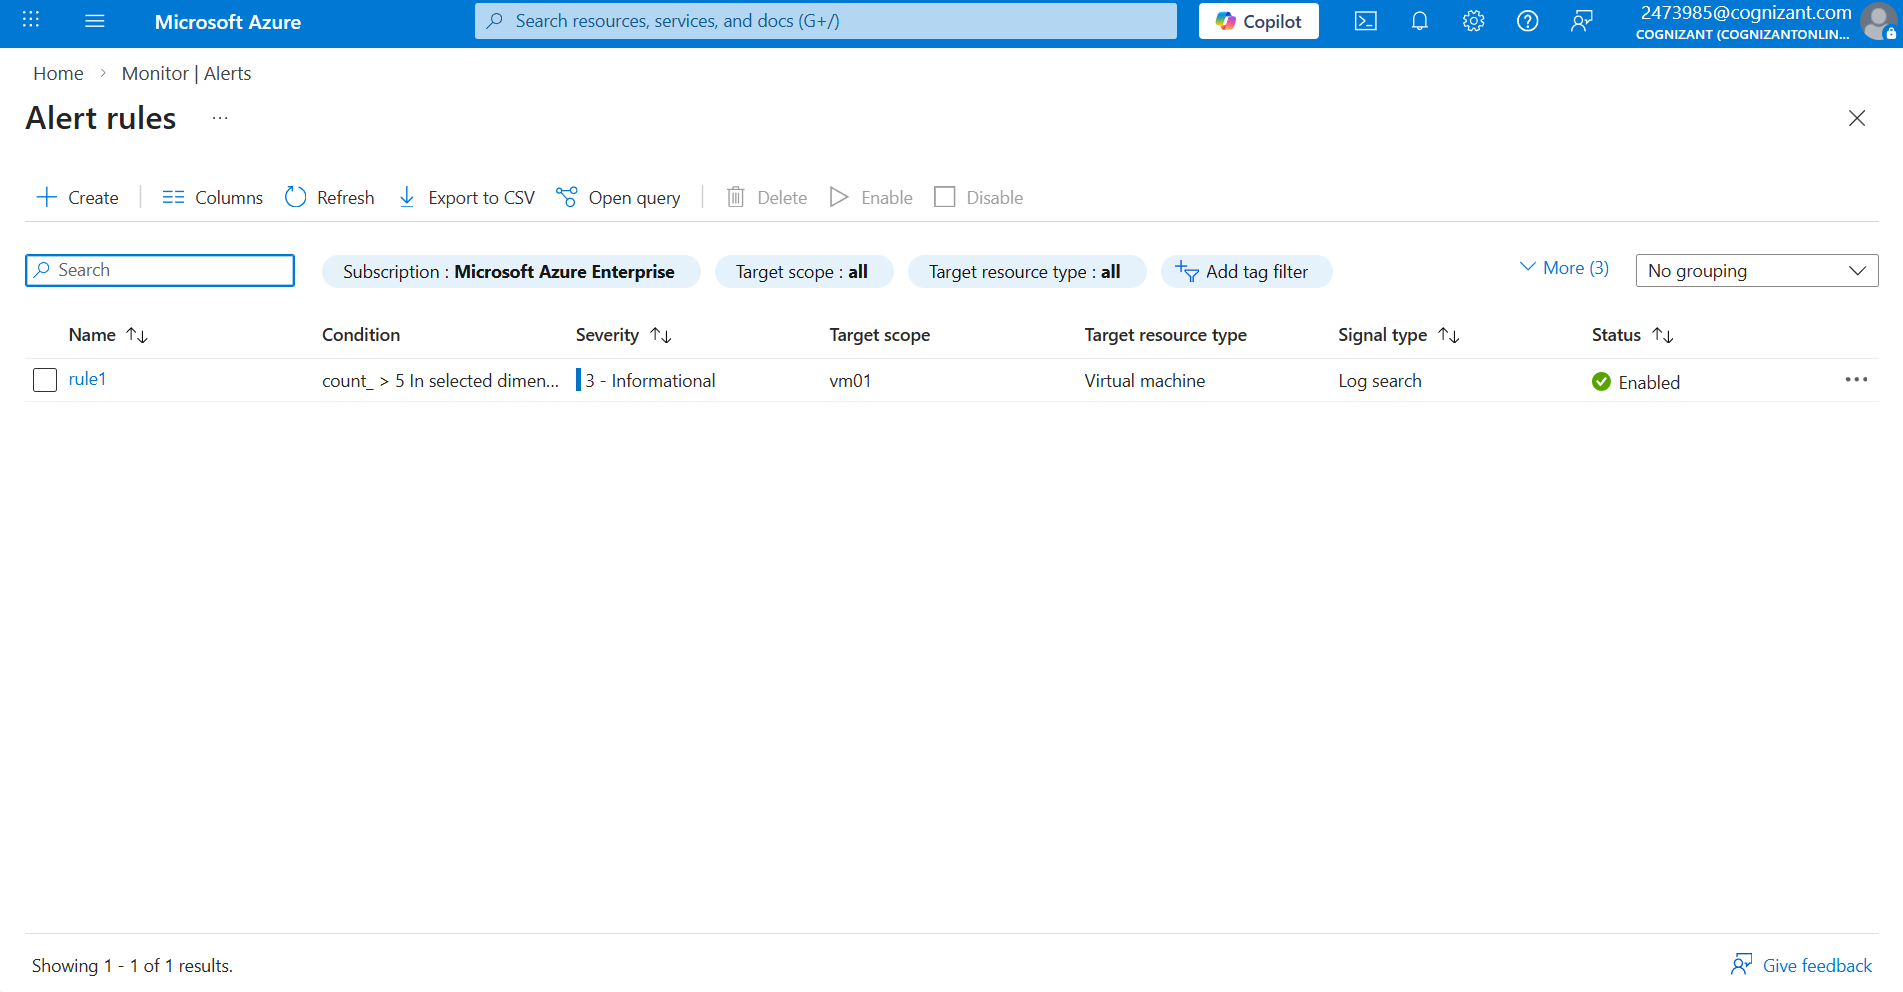 Microsoft Azure
Search resources, services, and docs (G+/)
Copilot
2473985@cognizant.com
COGNIZANT (COGNIZANTONLIN...
Home > Monitor | Alerts
Alert rules ...
Create
Columns
Refresh
Export to CSV
Open query
Delete
Enable
Disable
Search
Subscription : Microsoft Azure Enterprise
Target scope : all
Target resource type : all
Add tag filter
More (3)
No grouping
Name Condition Severity Target scope Target resource type Signal type Status
rule1 count_ > 5 In selected dimen... 3 - Informational vm01 Virtual machine Log search Enabled
Showing 1 - 1 of 1 results.
Give feedback